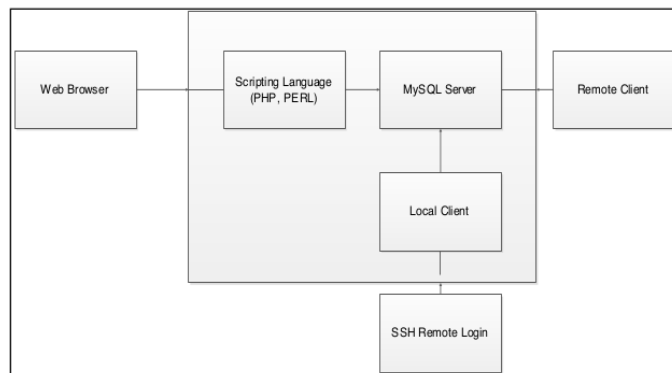 Web Browser
Scripting Language
(PHP, PERL)
MySQL Server
Remote Client
Local Client
SSH Remote Login